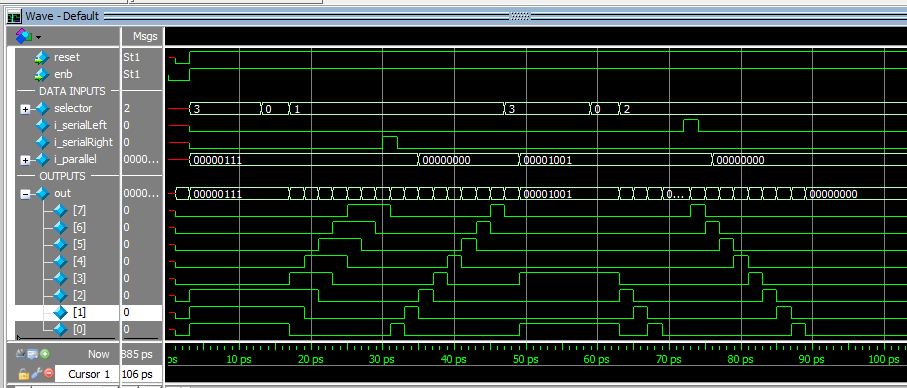 Wave - Default
Msgs
reset St1
enb St1
DATA INPUTS
selector 2 3 0 1 3 0 2
i_serialLeft 0
i_serialRight 0
i_parallel 0000... 00000111 00000000 00001001 00000000
OUTPUTS
out 0000... 00000111 00001001 0... 00000000
[7] 0
[6] 0
[5] 0
[4] 0
[3] 0
[2] 0
[1] 0
[0] 0
Now 885 ps ps 10 ps 20 ps 30 ps 40 ps 50 ps 60 ps 70 ps 80 ps 90 ps 100 ps
Cursor 1 106 ps